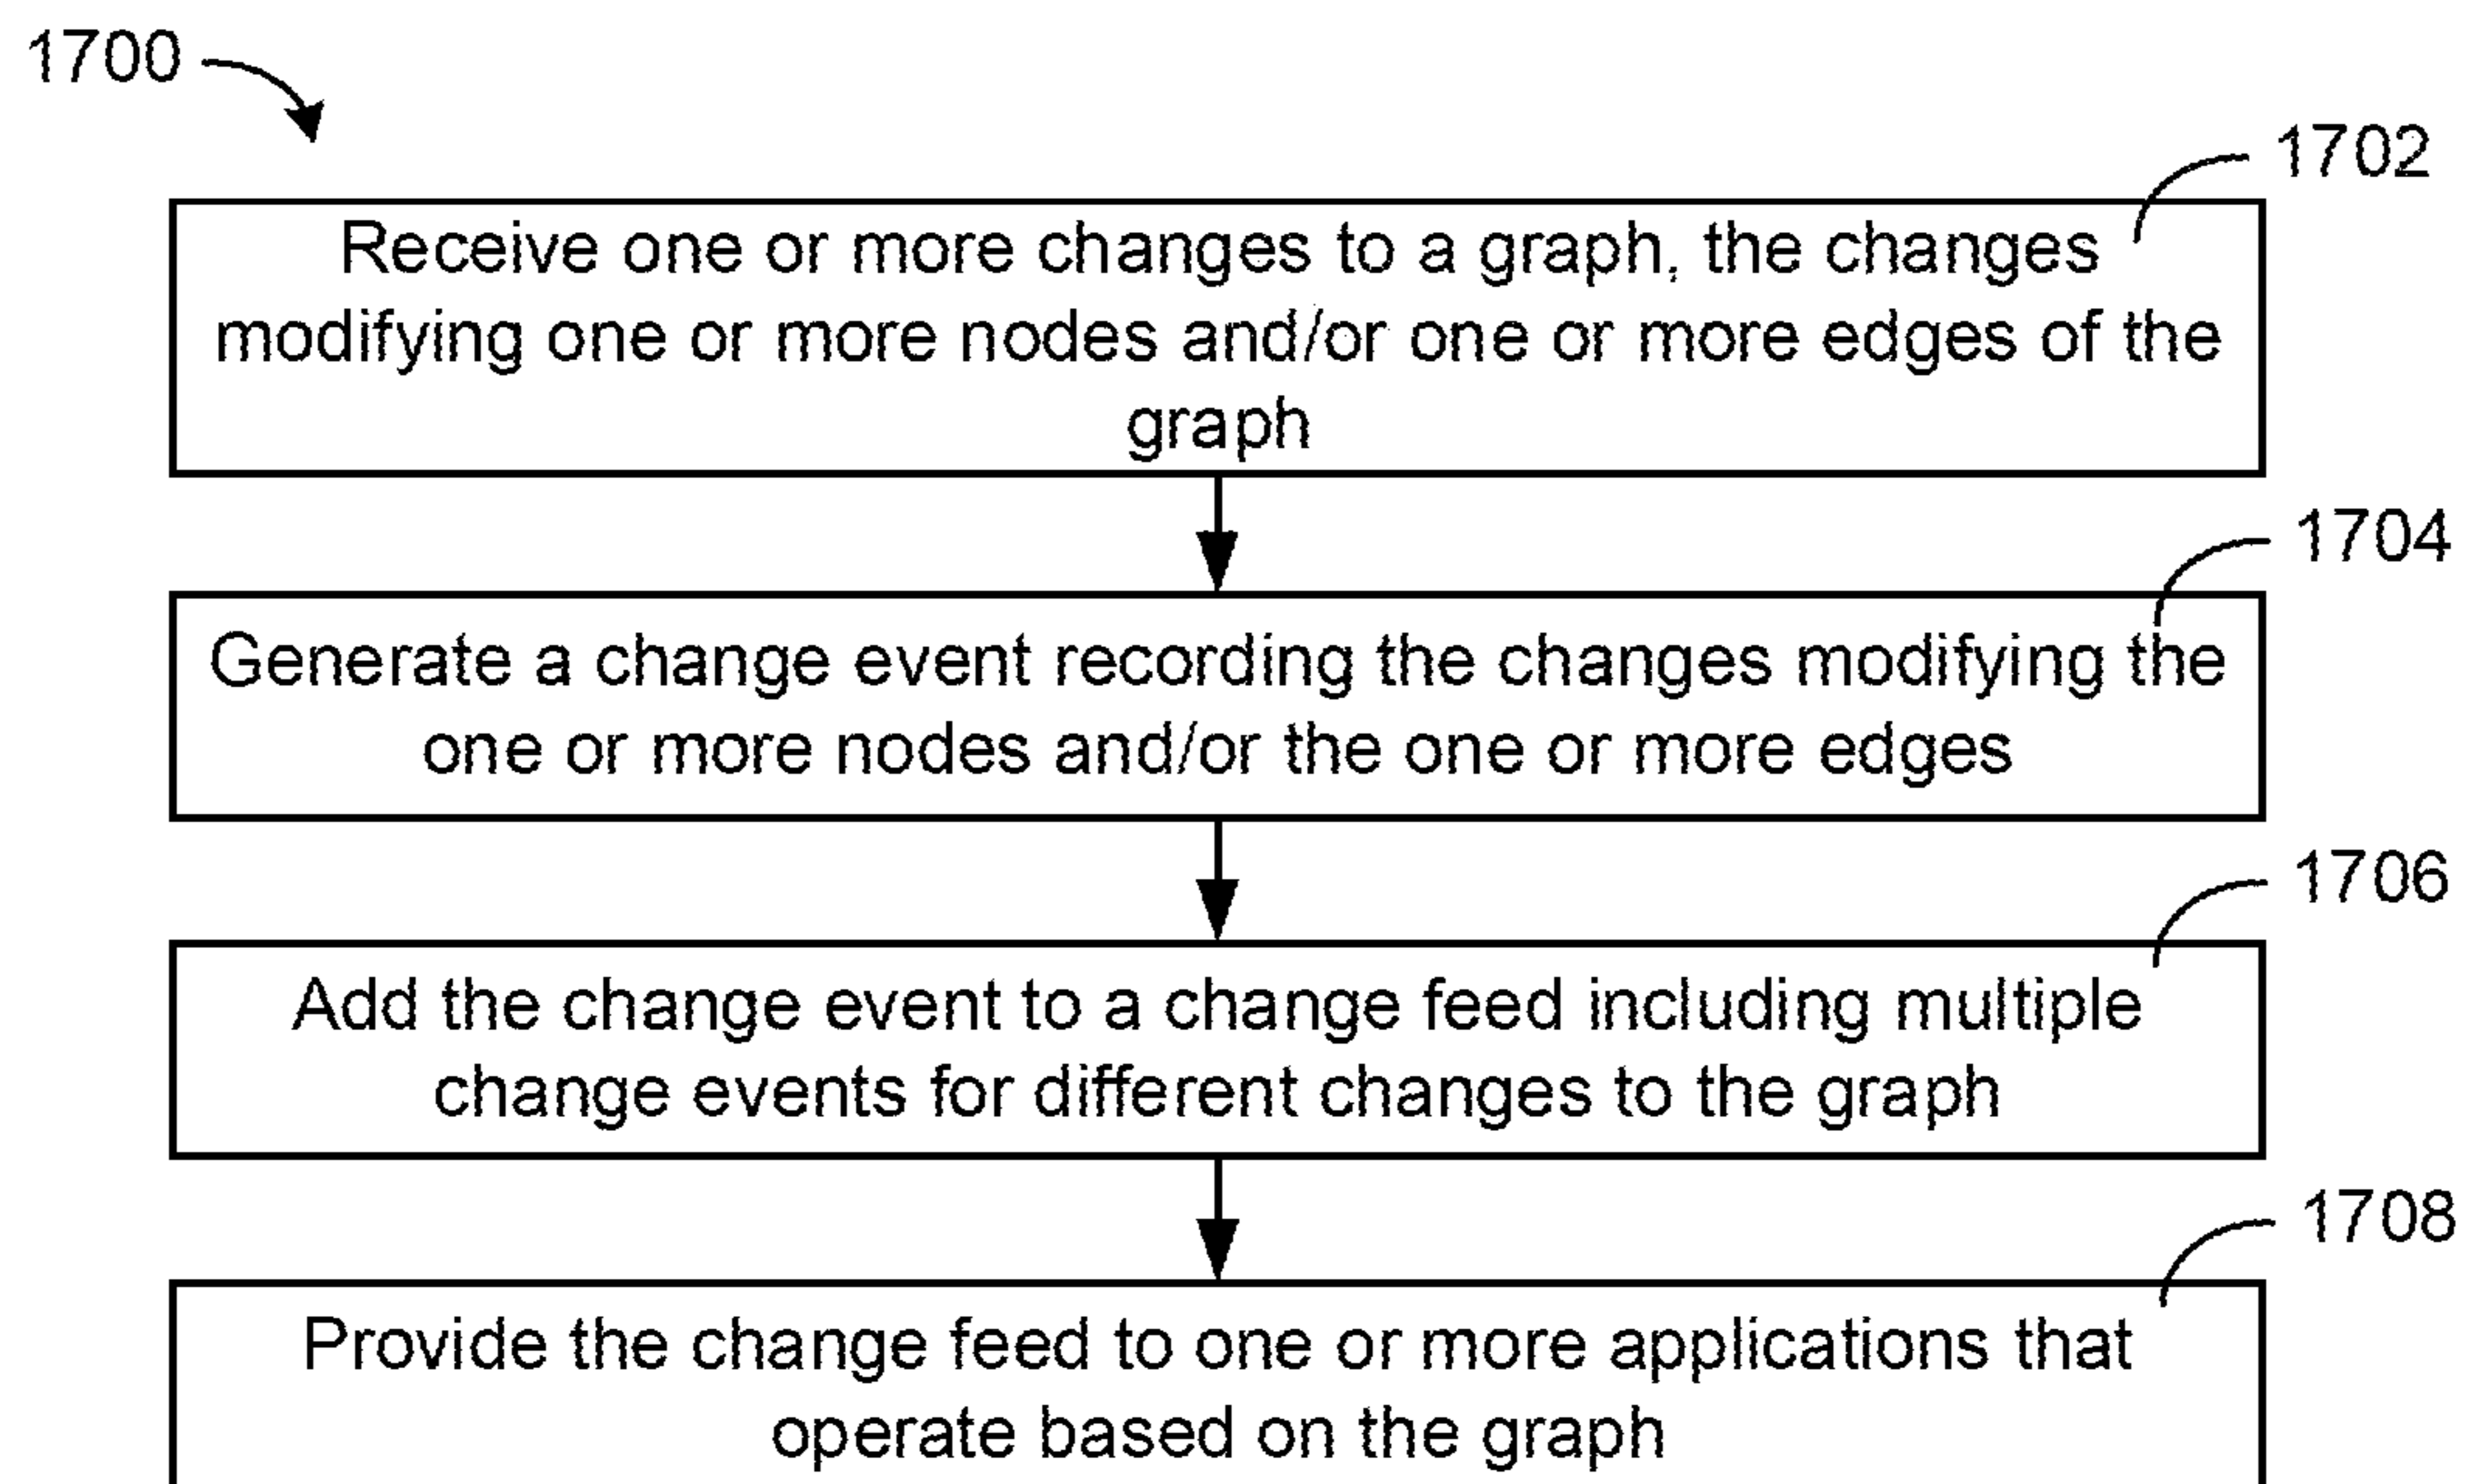 1700
1702
Receive one or more changes to a graph, the changes
modifying one or more nodes and/or one or more edges of the
graph
1704
Generate a change event recording the changes modifying the
one or more nodes and/or the one or more edges
1706
Add the change event to a change feed including multiple
change events for different changes to the graph
1708
Provide the change feed to one or more applications that
operate based on the graph